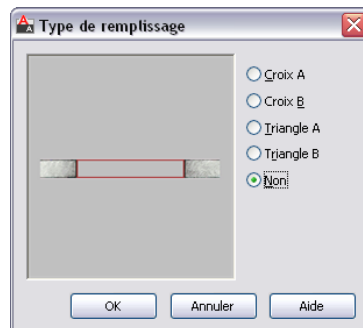 Type de remplissage
Croix A
Croix B
Triangle A
Triangle B
Non
OK
Annuler
Aide